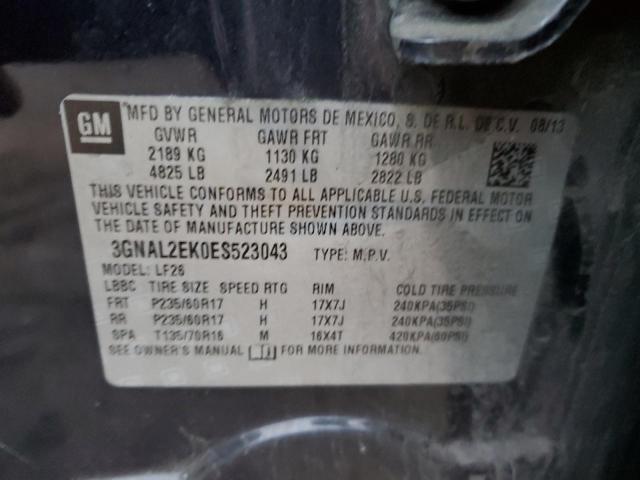 GM
MFD BY GENERAL MOTORS DE MEXICO, S. DE R.L. DE C.V. 08/13
GVWR GAWR FRT GAWR RR
2189 KG 1130 KG 1280 KG
4825 LB 2491 LB 2822 LB
THIS VEHICLE CONFORMS TO ALL APPLICABLE U.S. FEDERAL MOTOR
VEHICLE SAFETY AND THEFT PREVENTION STANDARDS IN EFFECT ON
THE DATE OF MANUFACTURE SHOWN ABOVE.
3GNAL2EK0ES523043 TYPE: M.P.V.
MODEL: LF26
LBBC TIRE SIZE SPEED RTG RIM COLD TIRE PRESSURE
FRT P235/60R17 H 17X7J 240KPA(35PSI)
RR P235/60R17 H 17X7J 240KPA(35PSI)
SPA T135/70R16 M 16X4T 420KPA(60PSI)
SEE OWNER'S MANUAL FOR MORE INFORMATION.